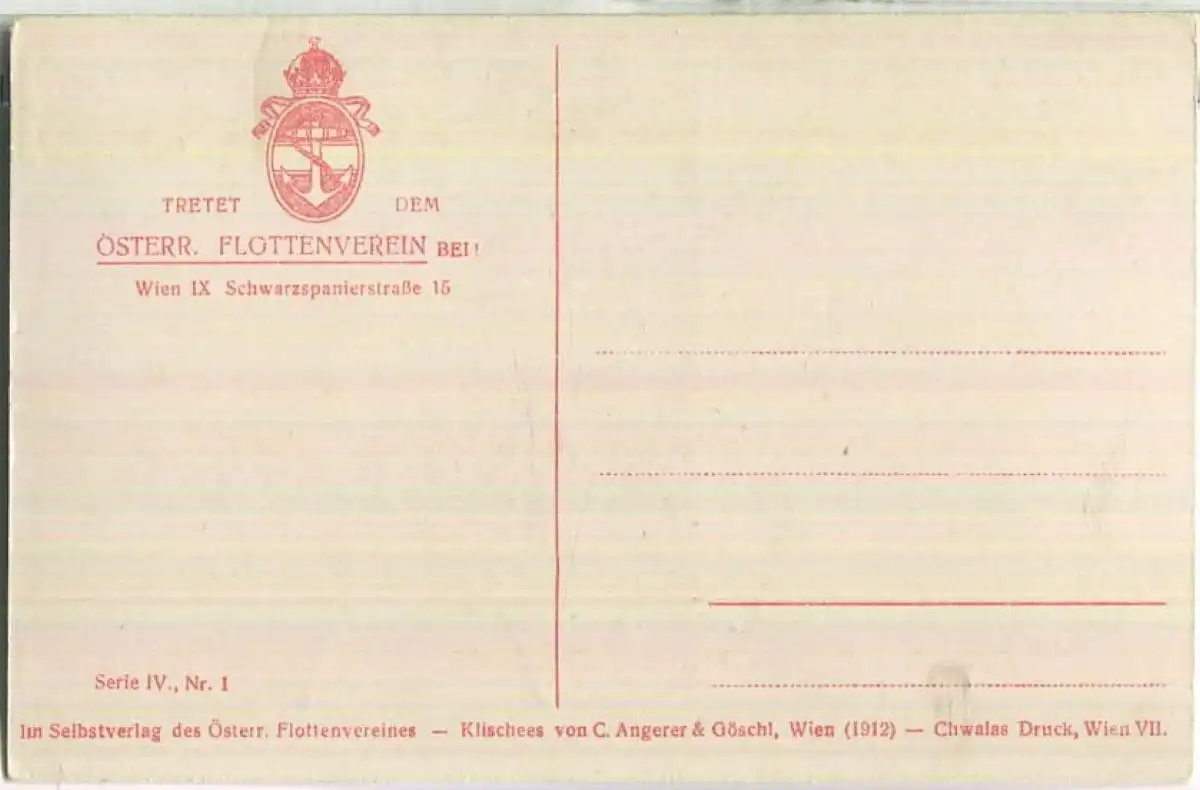 TRETET DEM
ÖSTERR. FLOTTENVEREIN BEI!
Wien IX Schwarzspanierstraße 15
Serie IV., Nr. 1
Im Selbstverlag des Österr. Flottenvereines — Klischees von C. Angerer & Göschl, Wien (1912) — Chwalas Druck, Wien VII.